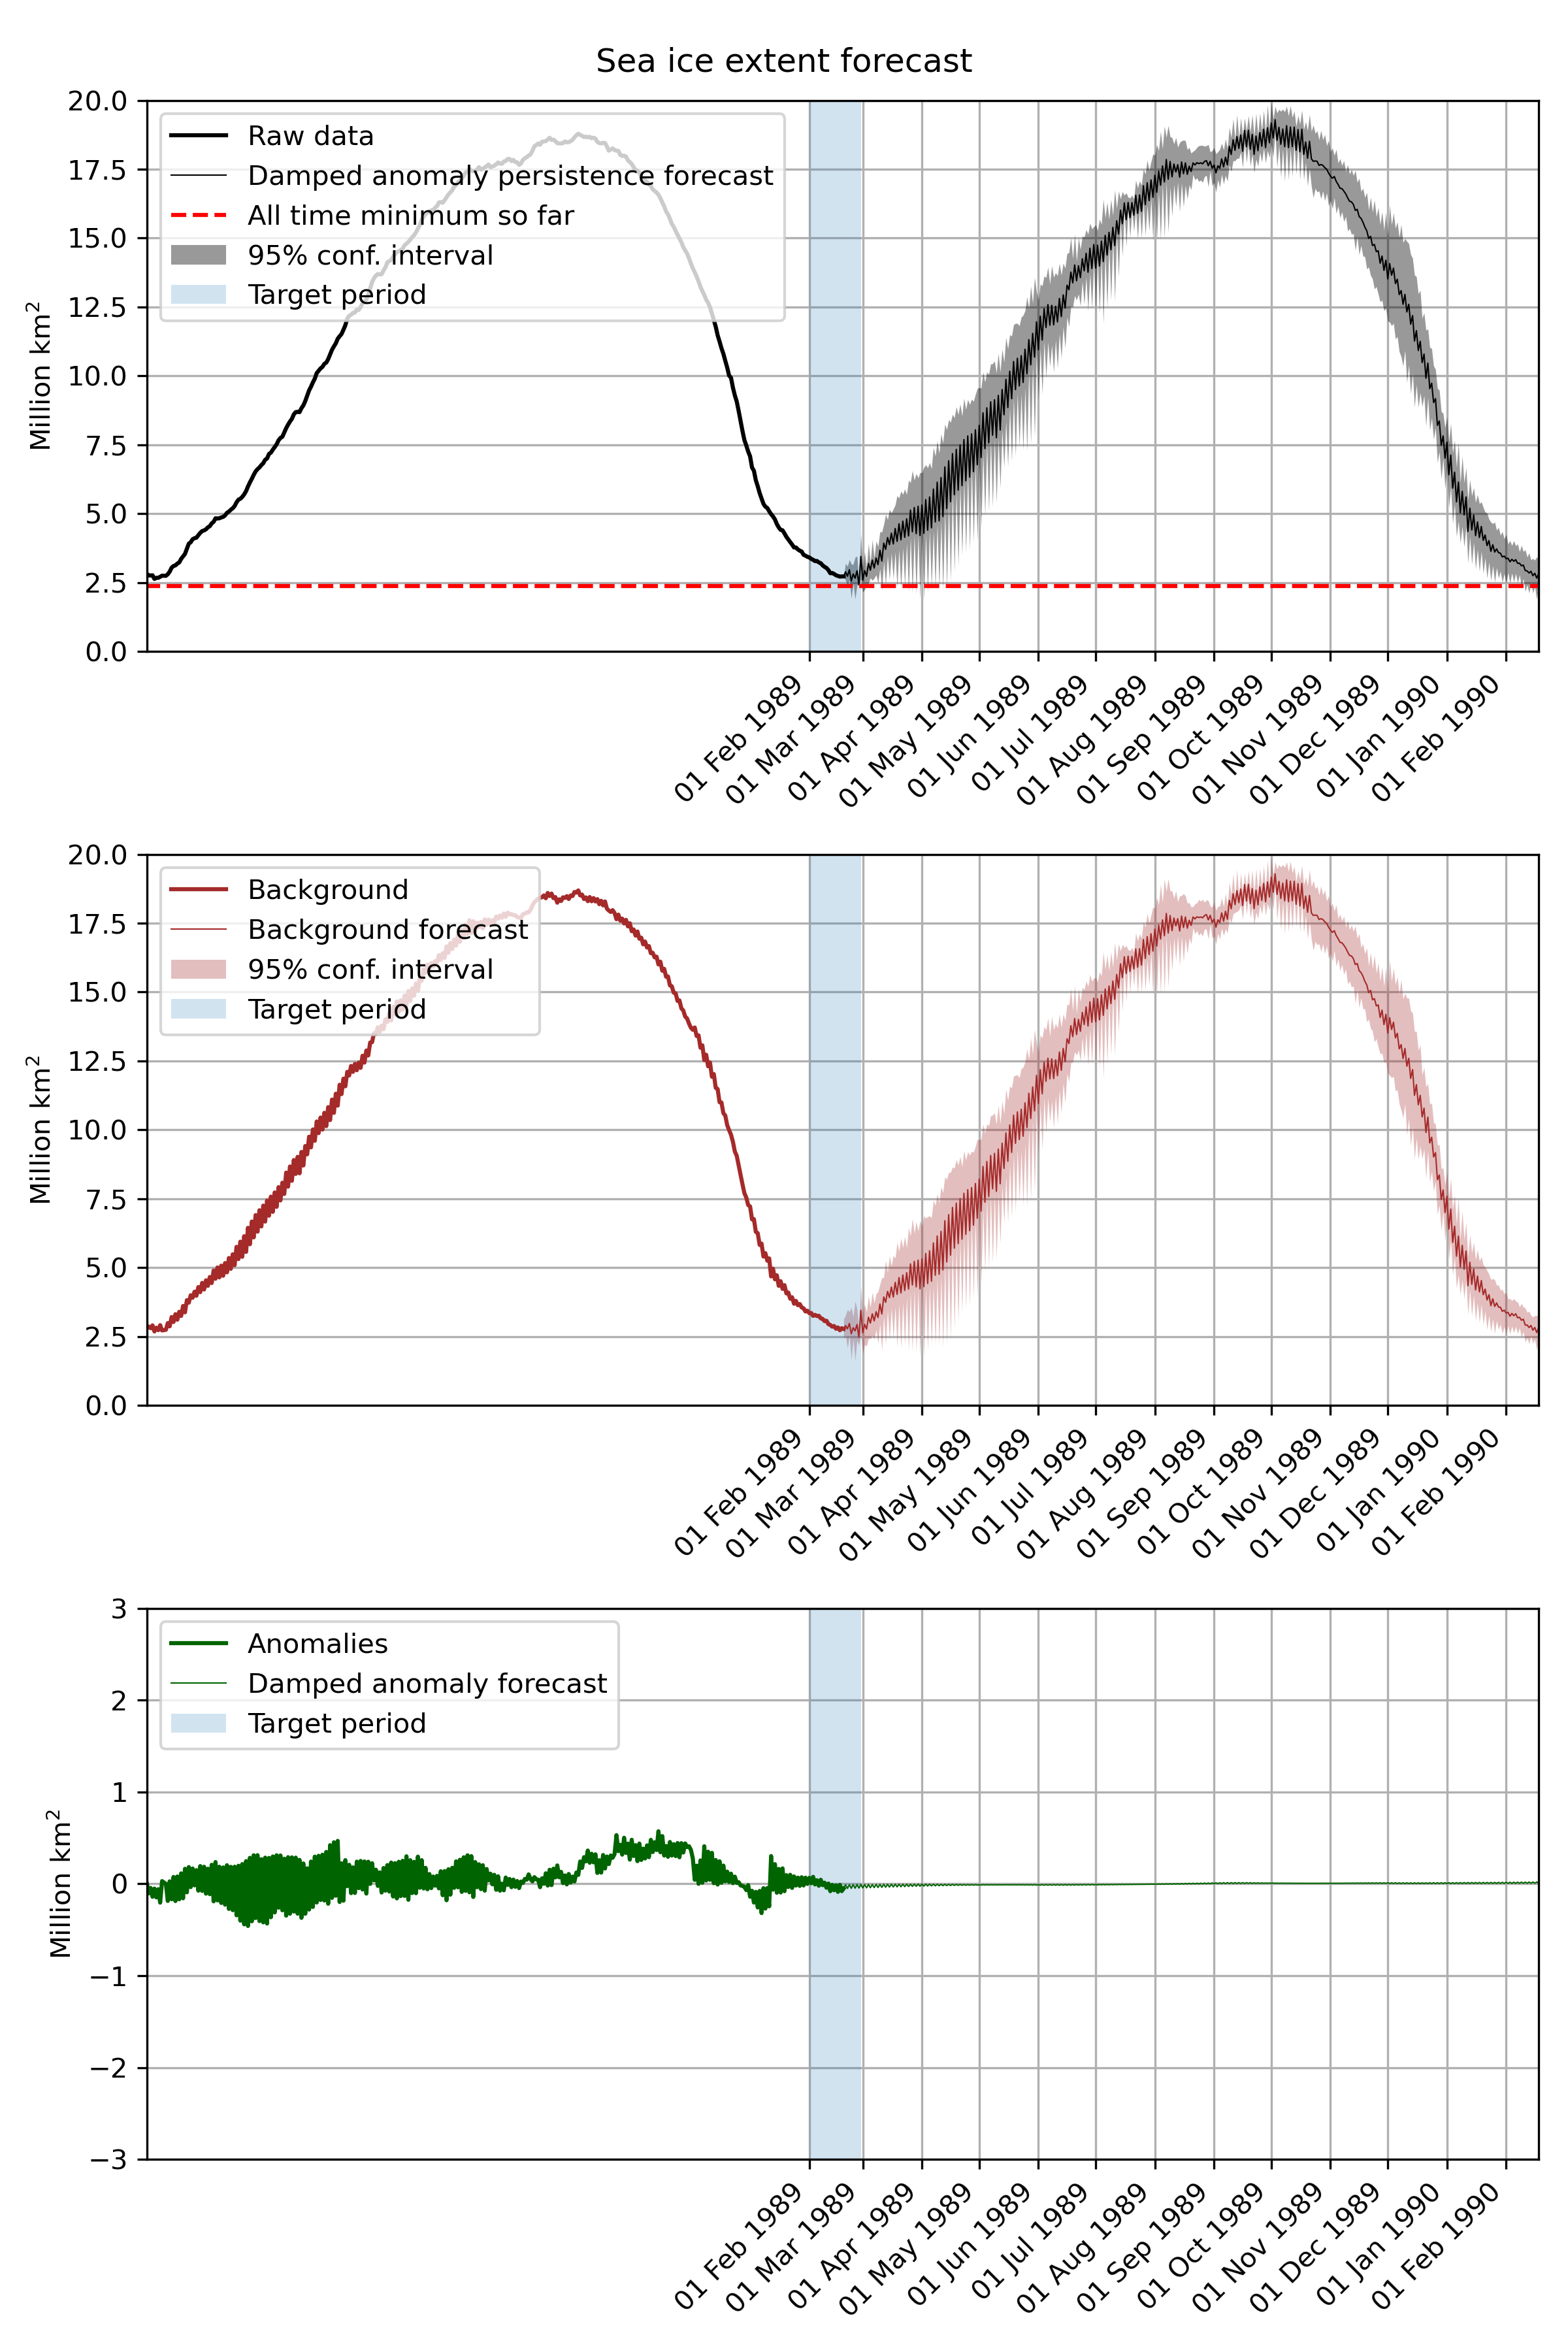 Sea ice extent forecast
20.0
17.5
15.0
12.5
10.0
7.5
5.0
2.5
0.0
Million km²
Raw data
Damped anomaly persistence forecast
All time minimum so far
95% conf. interval
Target period
01 Feb 1989
01 Mar 1989
01 Apr 1989
01 May 1989
01 Jun 1989
01 Jul 1989
01 Aug 1989
01 Sep 1989
01 Oct 1989
01 Nov 1989
01 Dec 1989
01 Jan 1990
01 Feb 1990
20.0
17.5
15.0
12.5
10.0
7.5
5.0
2.5
0.0
Million km²
Background
Background forecast
95% conf. interval
Target period
01 Feb 1989
01 Mar 1989
01 Apr 1989
01 May 1989
01 Jun 1989
01 Jul 1989
01 Aug 1989
01 Sep 1989
01 Oct 1989
01 Nov 1989
01 Dec 1989
01 Jan 1990
01 Feb 1990
3
2
1
0
−1
−2
−3
Million km²
Anomalies
Damped anomaly forecast
Target period
01 Feb 1989
01 Mar 1989
01 Apr 1989
01 May 1989
01 Jun 1989
01 Jul 1989
01 Aug 1989
01 Sep 1989
01 Oct 1989
01 Nov 1989
01 Dec 1989
01 Jan 1990
01 Feb 1990